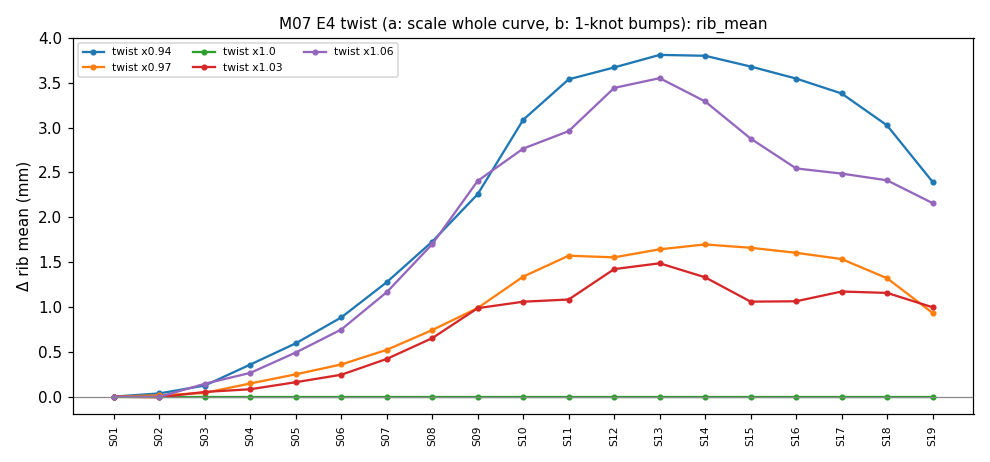 M07 E4 twist (a: scale whole curve, b: 1-knot bumps): rib_mean
twist x0.94
twist x0.97
twist x1.0
twist x1.03
twist x1.06
Δ rib mean (mm)
4.0
3.5
3.0
2.5
2.0
1.5
1.0
0.5
0.0
S01 S02 S03 S04 S05 S06 S07 S08 S09 S10 S11 S12 S13 S14 S15 S16 S17 S18 S19